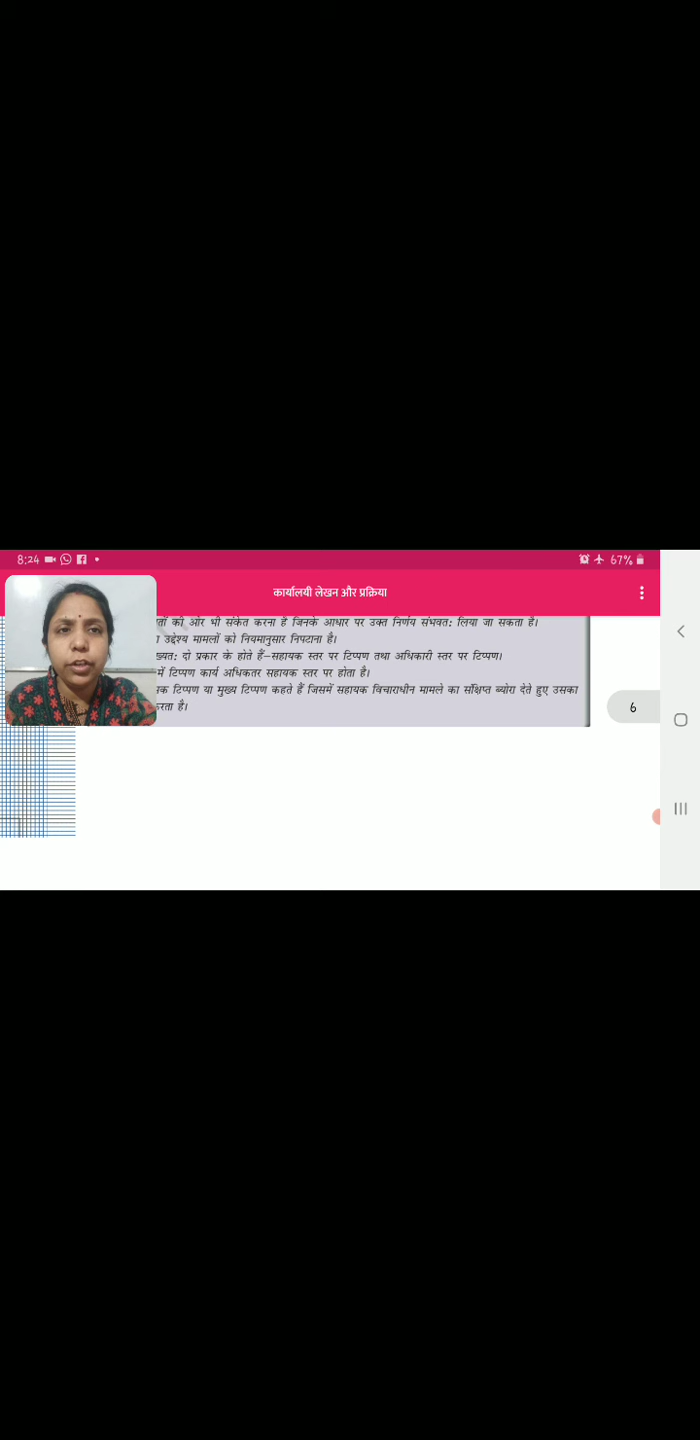 8:24
67%
कार्यालयी लेखन और प्रक्रिया
की ओर भी संकेत करना है जिनके आधार पर उक्त निर्णय संभवत: लिया जा सकता है।
उद्देश्य मामलों को नियमानुसार निपटाना है।
दो प्रकार के होते हैं–सहायक स्तर पर टिप्पण तथा अधिकारी स्तर पर टिप्पण।
में टिप्पण कार्य अधिकतर सहायक स्तर पर होता है।
टिप्पण या मुख्य टिप्पण कहते हैं जिसमें सहायक विचाराधीन मामले का संक्षिप्त ब्योरा देते हुए उसका
है।
6